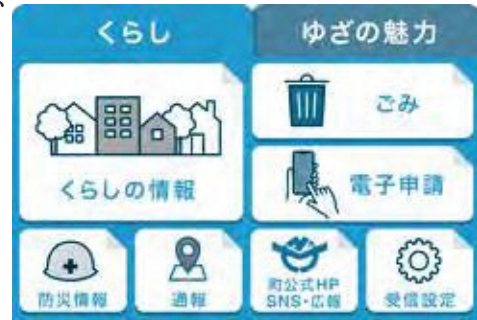 くらし
ゆざの魅力
くらしの情報
ごみ
電子申請
防災情報
通報
町公式HP
SNS・広報
受信設定